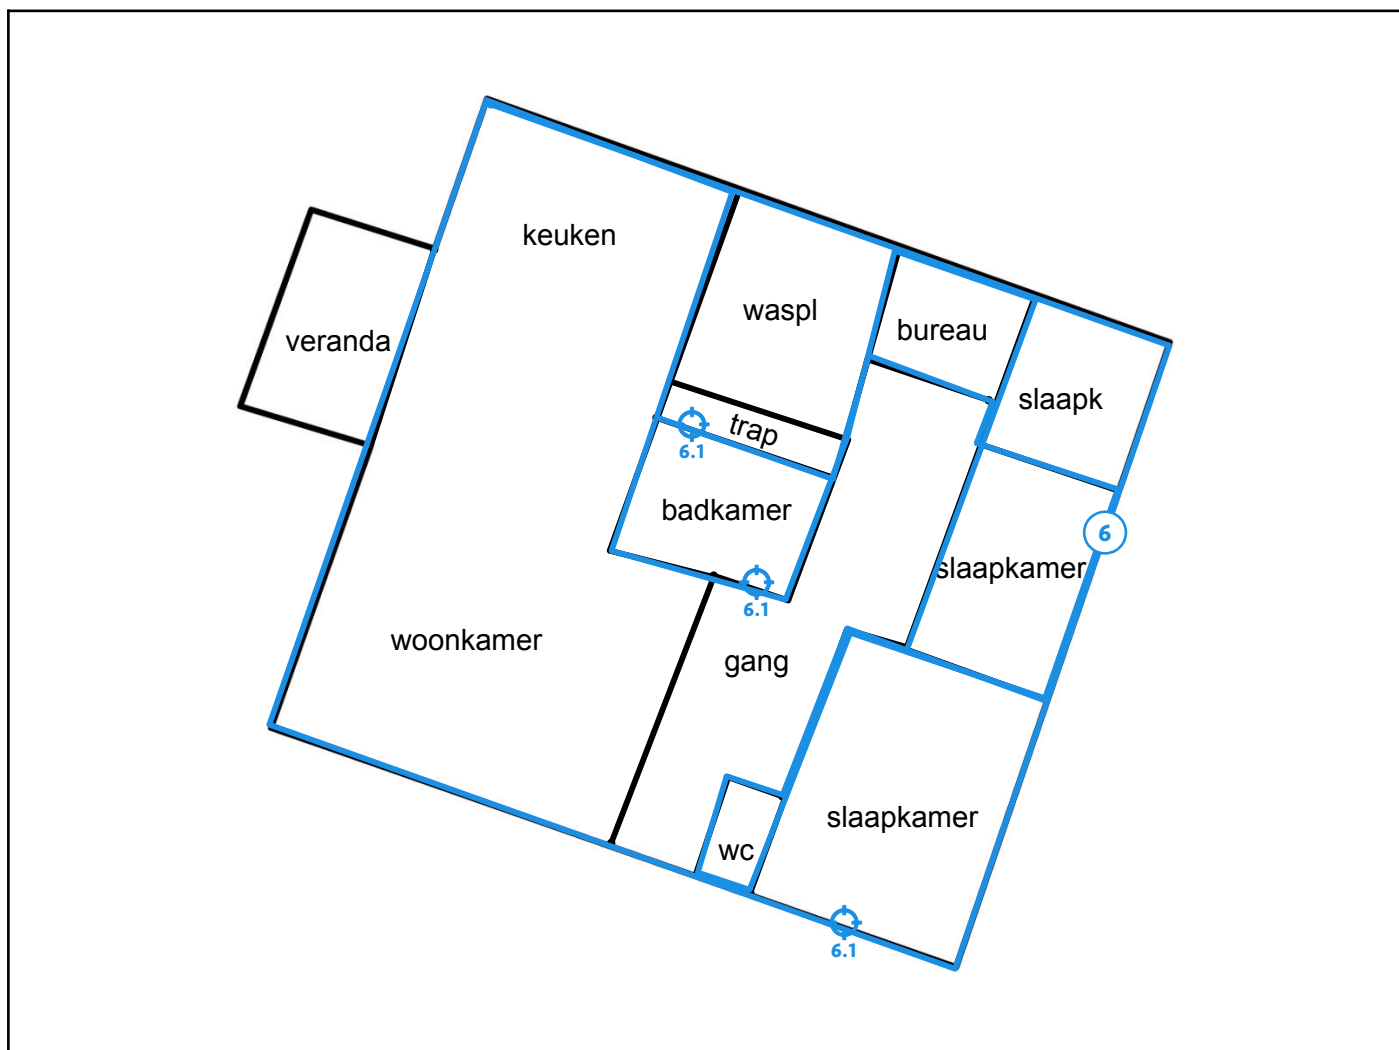 keuken
waspl
bureau
veranda
slaapk
trap
6.1
badkamer
6
slaapkamer
6.1
woonkamer
gang
slaapkamer
wc
6.1